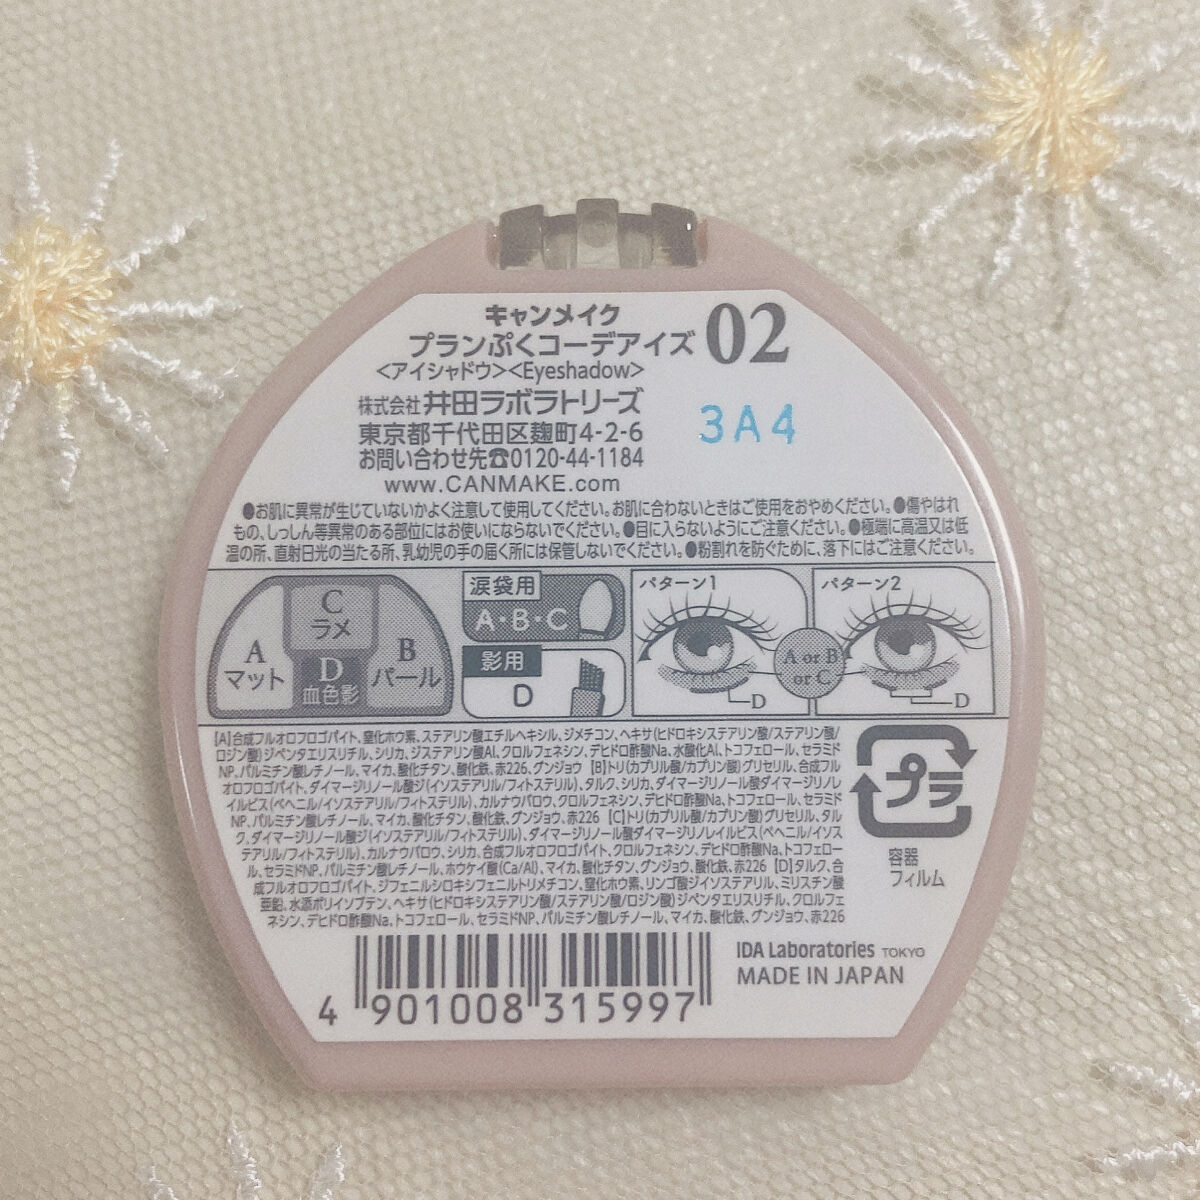 キャンメイク
プランぷくコーデアイズ 02
<アイシャドウ><Eyeshadow>
株式会社 井田ラボラトリーズ
東京都千代田区麹町4-2-6
お問い合わせ先☎0120-44-1184
www.CANMAKE.com
3A4
●お肌に異常が生じていないかよく注意して使用してください。お肌に合わないときはご使用をおやめください。●傷やはれ
もの、しっしん等異常のある部位にはお使いにならないでください。●目に入らないようにご注意ください。●極端に高温又は低
温の所、直射日光の当たる所、乳幼児の手の届く所には保管しないでください。●粉割れを防ぐために、落下にはご注意ください。
A
マット
C
ラメ
D
血色影
B
パール
涙袋用
A・B・C
影用
D
パターン1
D
A or B
or C
パターン2
D
[A]合成フルオロフロゴパイト、窒化ホウ素、ステアリン酸エチルヘキシル、ジメチコン、ヘキサ(ヒドロキシステアリン酸/ステアリン酸/
ロジン酸)ジペンタエリスリチル、シリカ、ジステアリン酸Al、クロルフェネシン、デヒドロ酢酸Na、水酸化Al、トコフェロール、セラミド
NP、パルミチン酸レチノール、マイカ、酸化チタン、酸化鉄、赤226、グンジョウ [B]トリ(カプリル酸/カプリン酸)グリセリル、合成フル
オロフロゴパイト、ダイマージリノール酸ジ(イソステアリル/フィトステリル)、タルク、シリカ、ダイマージリノール酸ダイマージリノレ
イルビス(ベヘニル/イソステアリル/フィトステリル)、カルナウバロウ、クロルフェネシン、デヒドロ酢酸Na、トコフェロール、セラミド
NP、パルミチン酸レチノール、マイカ、酸化チタン、酸化鉄、グンジョウ、赤226 [C]トリ(カプリル酸/カプリン酸)グリセリル、タル
ク、ダイマージリノール酸ジ(イソステアリル/フィトステリル)、ダイマージリノール酸ダイマージリノレイルビス(ベヘニル/イソス
テアリル/フィトステリル)、カルナウバロウ、シリカ、合成フルオロフロゴパイト、クロルフェネシン、デヒドロ酢酸Na、トコフェロー
ル、セラミドNP、パルミチン酸レチノール、ホウケイ酸(Ca/Al)、マイカ、酸化チタン、グンジョウ、酸化鉄、赤226 [D]タルク、合
成フルオロフロゴパイト、ジフェニルシロキシフェニルトリメチコン、窒化ホウ素、リンゴ酸ジイソステアリル、ミリスチン酸
亜鉛、水添ポリイソブテン、ヘキサ(ヒドロキシステアリン酸/ステアリン酸/ロジン酸)ジペンタエリスリチル、クロルフェ
ネシン、デヒドロ酢酸Na、トコフェロール、セラミドNP、パルミチン酸レチノール、マイカ、酸化鉄、グンジョウ、赤226
プラ
容器
フィルム
IDA Laboratories TOKYO
MADE IN JAPAN
4 901008 315997